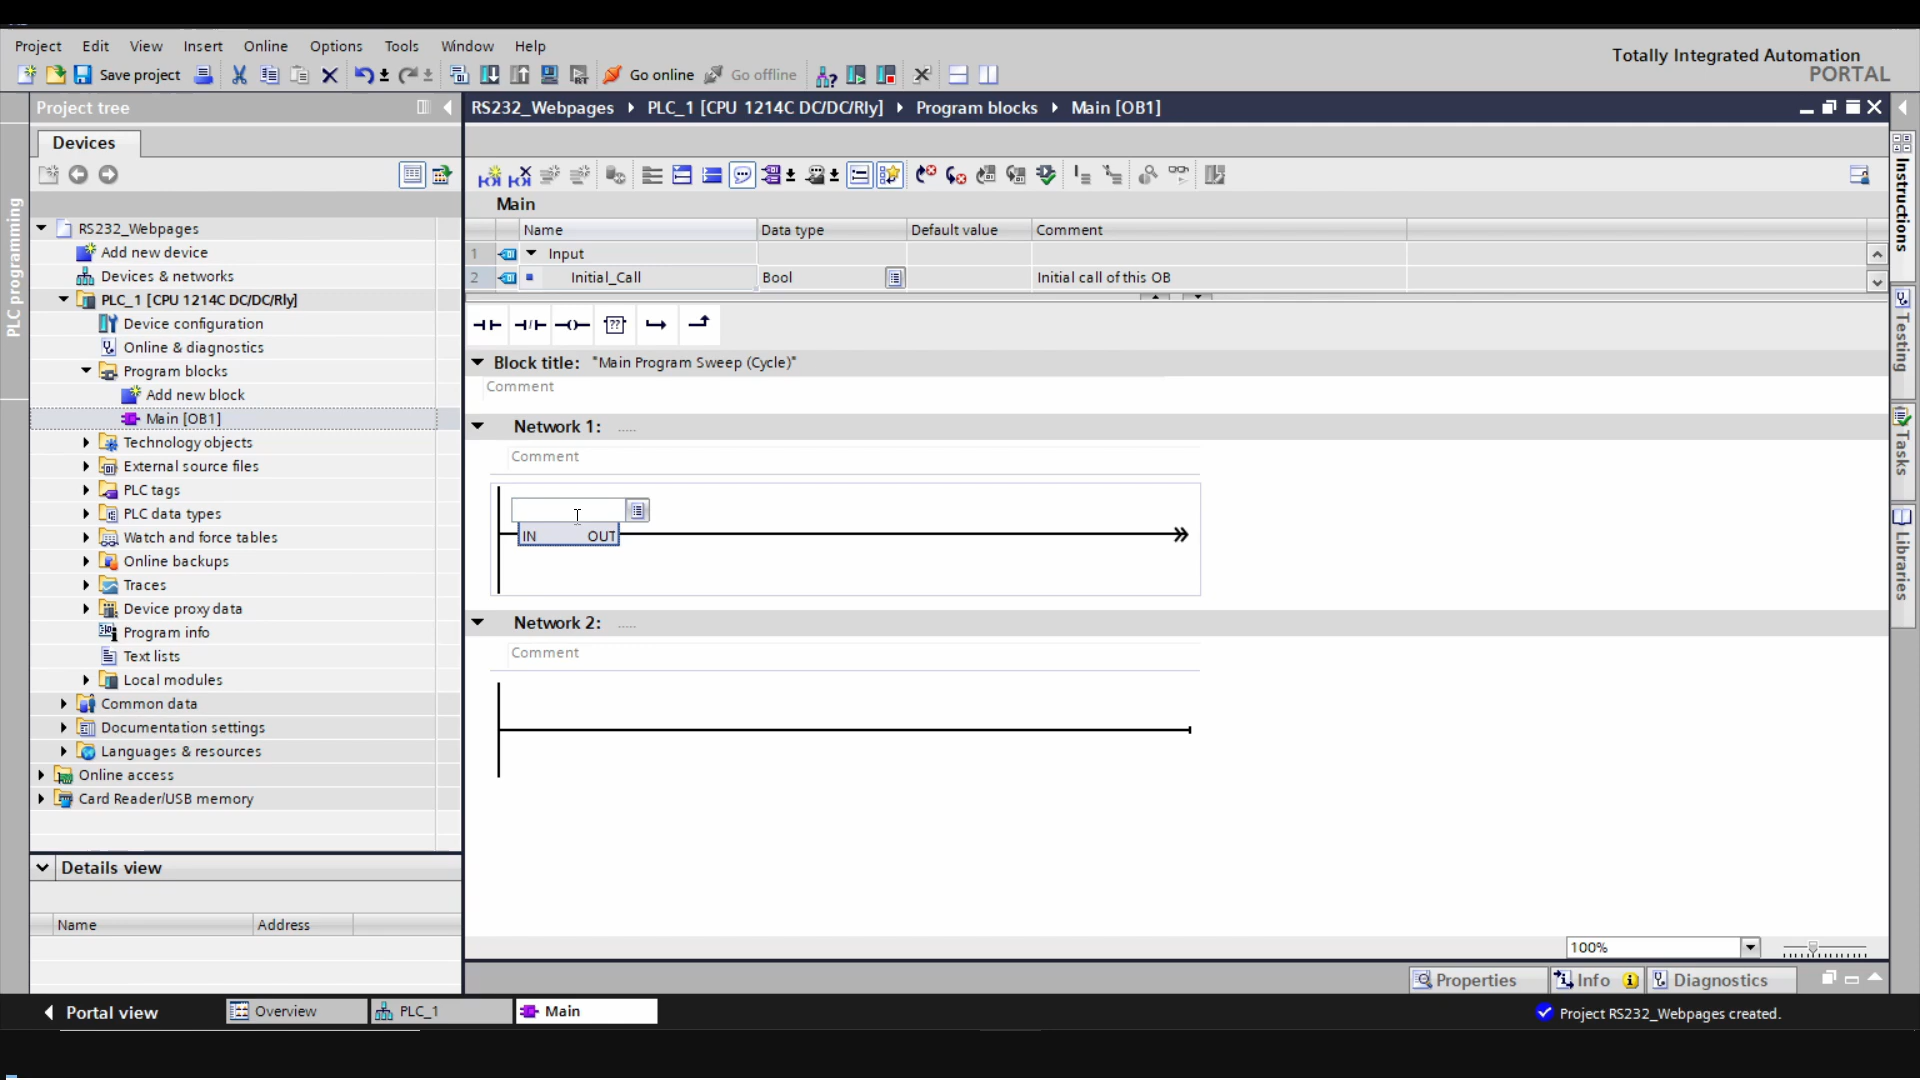 Project Edit View Insert Online Options Tools Window Help
Totally Integrated Automation
PORTAL
Save project Go online Go offline
Project tree
RS232_Webpages PLC_1 [CPU 1214C DC/DC/Rly] Program blocks Main [OB1]
Devices
Main
Name Data type Default value Comment
1 Input
2 Initial_Call Bool Initial call of this OB
RS232_Webpages
Add new device
Devices & networks
PLC_1 [CPU 1214C DC/DC/Rly]
Device configuration
Online & diagnostics
Program blocks
Add new block
Main [OB1]
Technology objects
External source files
PLC tags
PLC data types
Watch and force tables
Online backups
Traces
Device proxy data
Program info
Text lists
Local modules
Common data
Documentation settings
Languages & resources
Online access
Card Reader/USB memory
PLC programming
??
Block title: "Main Program Sweep (Cycle)"
Comment
Network 1: .....
Comment
IN OUT
Network 2: .....
Comment
Instructions
Testing
Tasks
Libraries
Details view
Name Address
100%
Properties Info Diagnostics
Portal view Overview PLC_1 Main
Project RS232_Webpages created.